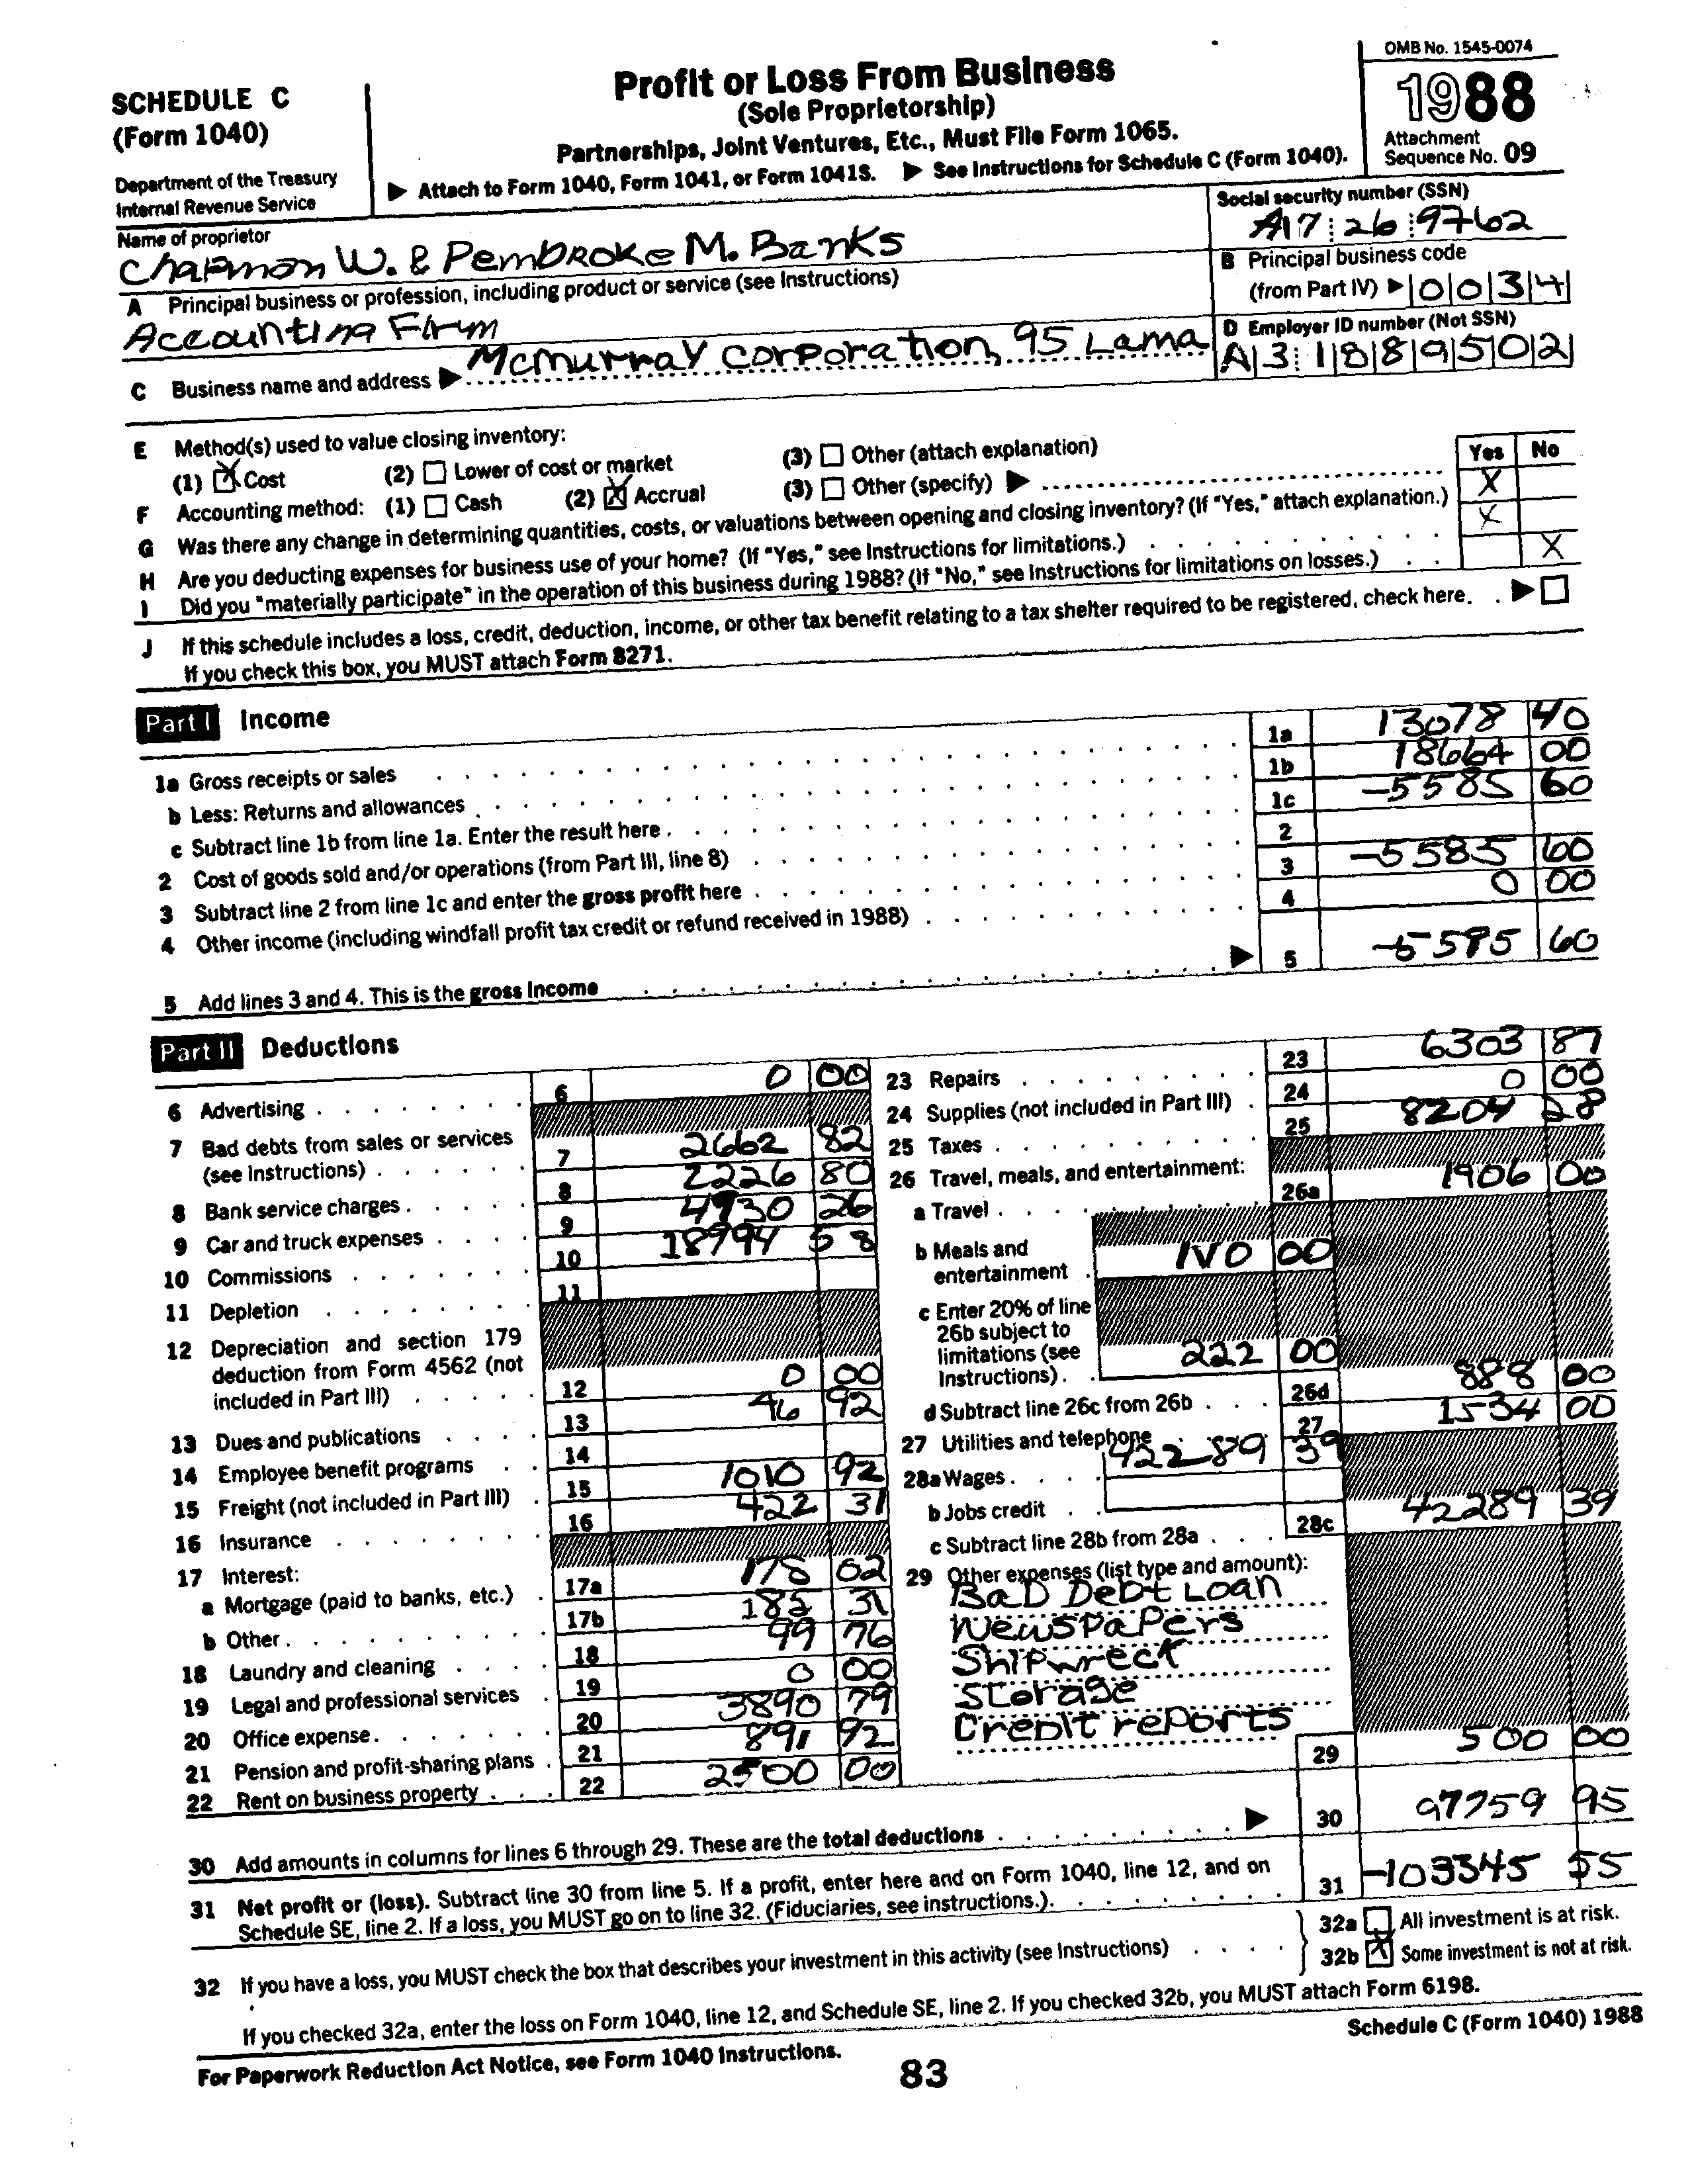 SCHEDULE C
(Form 1040)
Department of the Treasury
Internal Revenue Service
Profit or Loss From Business
(Sole Proprietorship)
Partnerships, Joint Ventures, Etc., Must File Form 1065.
▶ Attach to Form 1040, Form 1041, or Form 1041S. ▶ See Instructions for Schedule C (Form 1040).
OMB No. 1545-0074
1988
Attachment
Sequence No. 09
Name of proprietor
Chapman W. & Pembroke M. Banks
Social security number (SSN)
A17 26 9762
A Principal business or profession, including product or service (see Instructions)
Accounting Firm
B Principal business code
(from Part IV) ▶ 0034
C Business name and address ▶ McMurray Corporation, 95 Lama
D Employer ID number (Not SSN)
A3 1889502
E Method(s) used to value closing inventory:
(1) ☒ Cost (2) ☐ Lower of cost or market (3) ☐ Other (attach explanation)
F Accounting method: (1) ☐ Cash (2) ☒ Accrual (3) ☐ Other (specify) ▶
Yes No
G Was there any change in determining quantities, costs, or valuations between opening and closing inventory? (If "Yes," attach explanation.) X
H Are you deducting expenses for business use of your home? (If "Yes," see Instructions for limitations.) X
I Did you "materially participate" in the operation of this business during 1988? (If "No," see Instructions for limitations on losses.) X
J If this schedule includes a loss, credit, deduction, income, or other tax benefit relating to a tax shelter required to be registered, check here. ▶ ☐
If you check this box, you MUST attach Form 8271.
Part I Income
1a Gross receipts or sales 1a 13078 40
b Less: Returns and allowances 1b 18664 00
c Subtract line 1b from line 1a. Enter the result here 1c -5585 60
2 Cost of goods sold and/or operations (from Part III, line 8) 2
3 Subtract line 2 from line 1c and enter the gross profit here 3 -5585 60
4 Other income (including windfall profit tax credit or refund received in 1988) 4 0 00
5 Add lines 3 and 4. This is the gross income ▶ 5 -5585 60
Part II Deductions
6 Advertising 6 0 00
7 Bad debts from sales or services
(see Instructions) 7 2662 82
8 Bank service charges 8 2226 80
9 Car and truck expenses 9 4930 26
10 Commissions 10 18994 58
11 Depletion 11
12 Depreciation and section 179
deduction from Form 4562 (not
included in Part III) 12 0 00
13 Dues and publications 13 46 92
14 Employee benefit programs 14
15 Freight (not included in Part III) 15 1010 92
16 Insurance 16 422 31
17 Interest:
a Mortgage (paid to banks, etc.) 17a 178 02
b Other 17b 182 31
18 Laundry and cleaning 18 99 76
19 Legal and professional services 19 0 00
20 Office expense 20 3890 79
21 Pension and profit-sharing plans 21 891 92
22 Rent on business property 22 2500 00
23 Repairs 23 6303 87
24 Supplies (not included in Part III) 24 0 00
25 Taxes 25 8204 28
26 Travel, meals, and entertainment:
a Travel 26a 1906 00
b Meals and
entertainment 00
c Enter 20% of line
26b subject to
limitations (see
Instructions) 222 00
d Subtract line 26c from 26b 26d 888 00
27 Utilities and telephone 27 1534 00
28a Wages 42289 39
b Jobs credit
c Subtract line 28b from 28a 28c 42289 39
29 Other expenses (list type and amount):
Bad Debt Loan
Newspapers
Shipwreck
Storage
Credit reports
29 500 00
30 Add amounts in columns for lines 6 through 29. These are the total deductions ▶ 30 97759 95
31 Net profit or (loss). Subtract line 30 from line 5. If a profit, enter here and on Form 1040, line 12, and on
Schedule SE, line 2. If a loss, you MUST go on to line 32. (Fiduciaries, see instructions.) 31 -103345 55
32 If you have a loss, you MUST check the box that describes your investment in this activity (see Instructions)
32a ☐ All investment is at risk.
32b ☒ Some investment is not at risk.
If you checked 32a, enter the loss on Form 1040, line 12, and Schedule SE, line 2. If you checked 32b, you MUST attach Form 6198.
For Paperwork Reduction Act Notice, see Form 1040 Instructions.
Schedule C (Form 1040) 1988
83